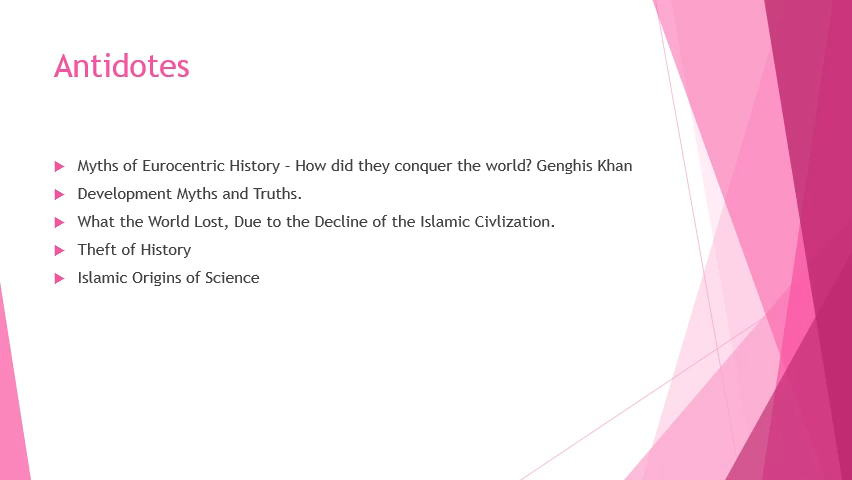 Antidotes
Myths of Eurocentric History – How did they conquer the world? Genghis Khan
Development Myths and Truths.
What the World Lost, Due to the Decline of the Islamic Civlization.
Theft of History
Islamic Origins of Science